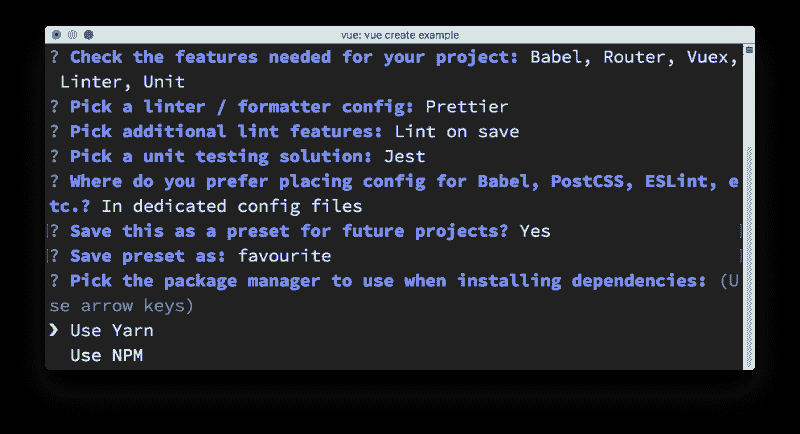 vue: vue create example
? Check the features needed for your project: Babel, Router, Vuex,
Linter, Unit
? Pick a linter / formatter config: Prettier
? Pick additional lint features: Lint on save
? Pick a unit testing solution: Jest
? Where do you prefer placing config for Babel, PostCSS, ESLint, e
tc.? In dedicated config files
? Save this as a preset for future projects? Yes
? Save preset as: favourite
? Pick the package manager to use when installing dependencies: (U
se arrow keys)
❯ Use Yarn
Use NPM